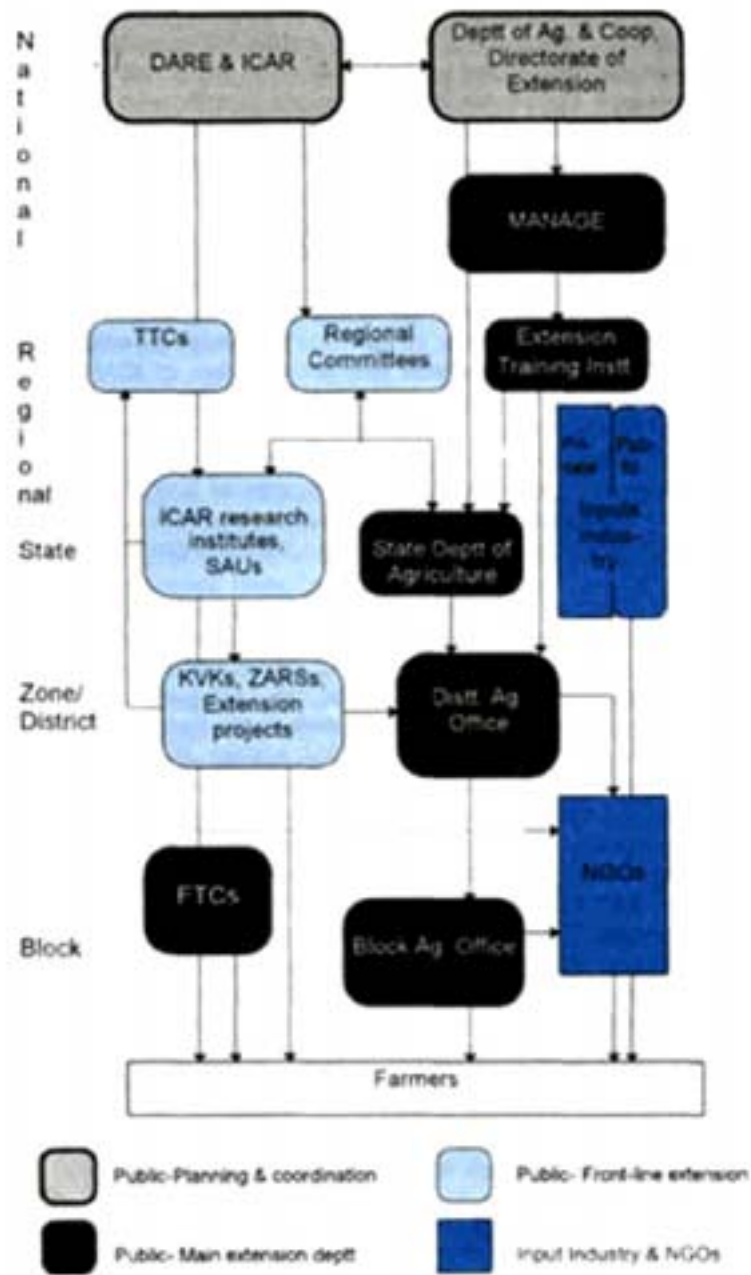 National
DARE & ICAR
Deptt of Ag. & Coop,
Directorate of
Extension
MANAGE
Regional
TTCs
Regional
Committees
Extension
Training Instt
Inputs
Indus-
try
State
ICAR research
institutes,
SAUs
State Deptt of
Agriculture
Zone/
District
KVKs, ZARSs,
Extension
projects
Distt. Ag
Office
NGOs
Block
FTCs
Block Ag. Office
Farmers
Public-Planning & coordination
Public- Front-line extension
Public- Main extension deptt
Input Industry & NGOs